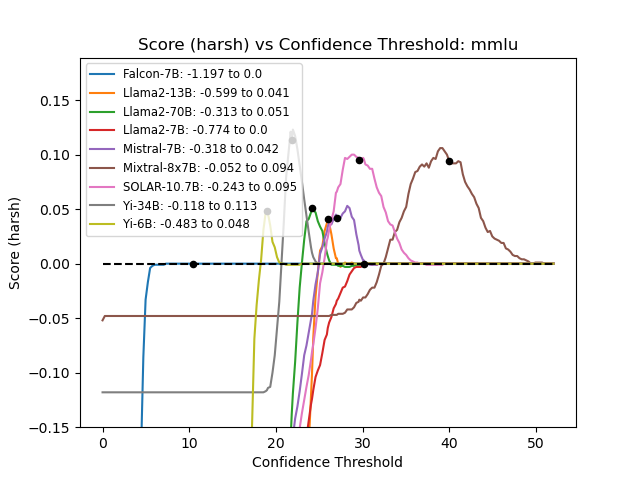 Score (harsh) vs Confidence Threshold: mmlu
Falcon-7B: -1.197 to 0.0
Llama2-13B: -0.599 to 0.041
Llama2-70B: -0.313 to 0.051
Llama2-7B: -0.774 to 0.0
Mistral-7B: -0.318 to 0.042
Mixtral-8x7B: -0.052 to 0.094
SOLAR-10.7B: -0.243 to 0.095
Yi-34B: -0.118 to 0.113
Yi-6B: -0.483 to 0.048
Score (harsh)
0.15
0.10
0.05
0.00
−0.05
−0.10
−0.15
0 10 20 30 40 50
Confidence Threshold